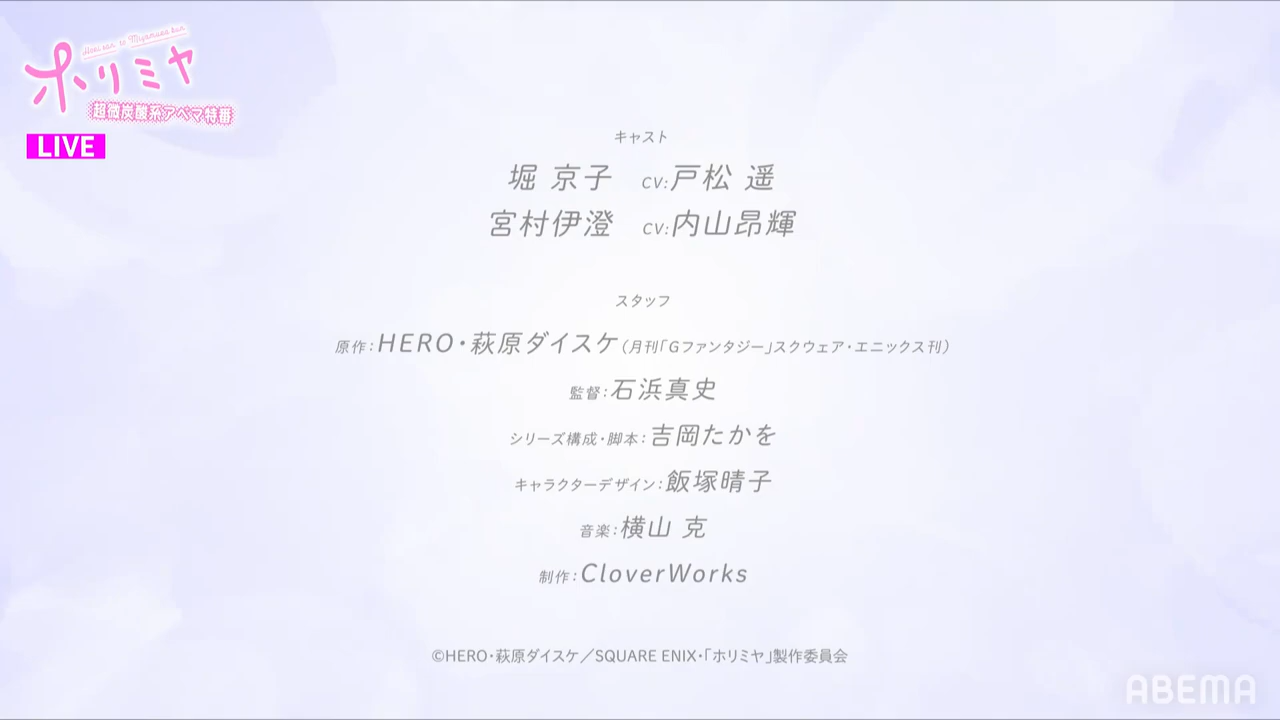 Hori san to Miyamura kun
ホリミヤ
超微炭酸系アベマ特番
LIVE
キャスト
堀 京子 CV:戸松 遥
宮村伊澄 CV:内山昂輝
スタッフ
原作:HERO・萩原ダイスケ(月刊「Gファンタジー」スクウェア・エニックス刊)
監督:石浜真史
シリーズ構成・脚本:吉岡たかを
キャラクターデザイン:飯塚晴子
音楽:横山 克
制作:CloverWorks
©HERO・萩原ダイスケ/SQUARE ENIX・「ホリミヤ」製作委員会
ABEMA